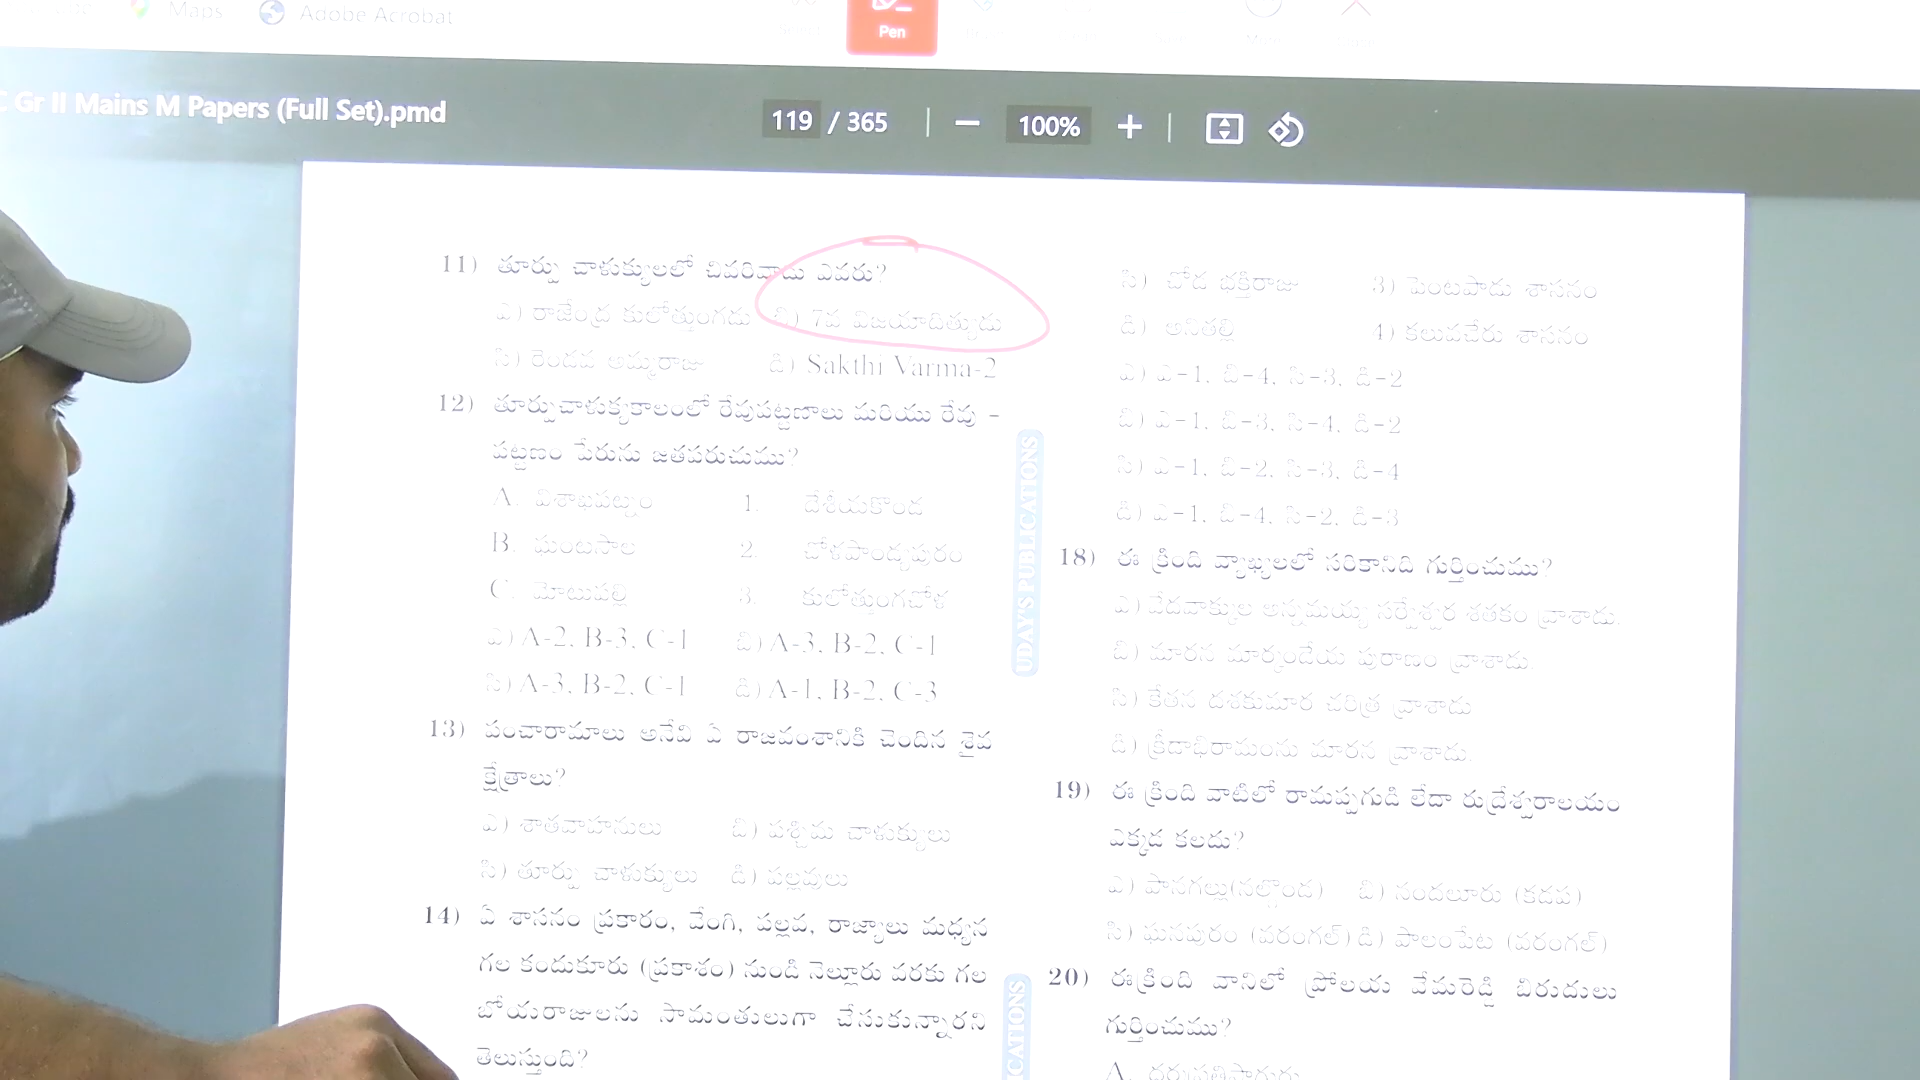 Maps
Adobe Acrobat
Pen
C Gr II Mains M Papers (Full Set).pmd
119 / 365
100%
11) తూర్పు చాళుక్యులలో చివరివాడు ఎవరు?
ఎ) రాజేంద్ర కులోత్తుంగడు బి) 7వ విజయాదిత్యుడు
సి) రెండవ అమ్మరాజు డి) Sakthi Varma-2
12) తూర్పుచాళుక్యకాలంలో రేవుపట్టణాలు మరియు రేవు -
పట్టణం పేరును జతపరుచుము?
A. విశాఖపట్నం 1. దేశీయకొండ
B. ఘంటసాల 2. చోళపాండ్యపురం
C. మోటుపల్లి 3. కులోత్తుంగచోళ
ఎ) A-2, B-3, C-1 బి) A-3, B-2, C-1
సి) A-3, B-2, C-1 డి) A-1, B-2, C-3
13) పంచారామాలు అనేవి ఏ రాజవంశానికి చెందిన శైవ
క్షేత్రాలు?
ఎ) శాతవాహనులు బి) పశ్చిమ చాళుక్యులు
సి) తూర్పు చాళుక్యులు డి) పల్లవులు
14) ఏ శాసనం ప్రకారం, వేంగి, పల్లవ, రాజ్యాలు మధ్యన
గల కందుకూరు (ప్రకాశం) నుండి నెల్లూరు వరకు గల
బోయరాజులను సామంతులుగా చేసుకున్నారని
తెలుస్తుంది?
UDAY'S PUBLICATIONS
సి) చోడ భక్తిరాజు 3) పెంటపాడు శాసనం
డి) అనితల్లి 4) కలువచేరు శాసనం
ఎ) ఎ-1, బి-4, సి-3, డి-2
బి) ఎ-1, బి-3, సి-4, డి-2
సి) ఎ-1, బి-2, సి-3, డి-4
డి) ఎ-1, బి-4, సి-2, డి-3
18) ఈ క్రింది వ్యాఖ్యలలో సరికానిది గుర్తించుము?
ఎ) వేదవాక్కుల అన్నమయ్య సర్వేశ్వర శతకం వ్రాశాడు.
బి) మారన మార్కండేయ పురాణం వ్రాశాడు.
సి) కేతన దశకుమార చరిత్ర వ్రాశాడు
డి) క్రీడాభిరామంను మారన వ్రాశాడు.
19) ఈ క్రింది వాటిలో రామప్పగుడి లేదా రుద్రేశ్వరాలయం
ఎక్కడ కలదు?
ఎ) పానగల్లు(నల్గొండ) బి) నందలూరు (కడప)
సి) ఘనపురం (వరంగల్) డి) పాలంపేట (వరంగల్)
20) ఈక్రింది వానిలో ప్రోలయ వేమరెడ్డి బిరుదులు
గుర్తించుము?
A.
ICATIONS